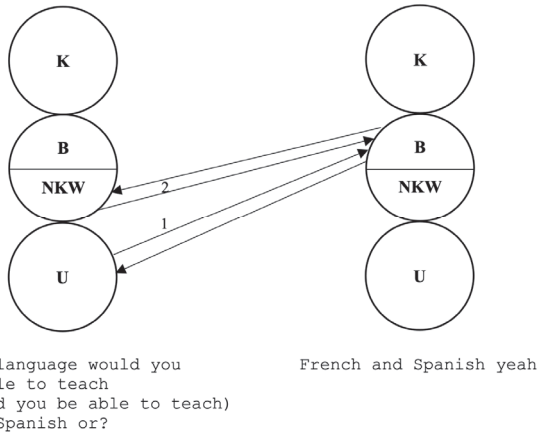 K
K
B
B
NKW
NKW
2
1
U
U
language would you
French and Spanish yeah
le to teach
d you be able to teach)
Spanish or?